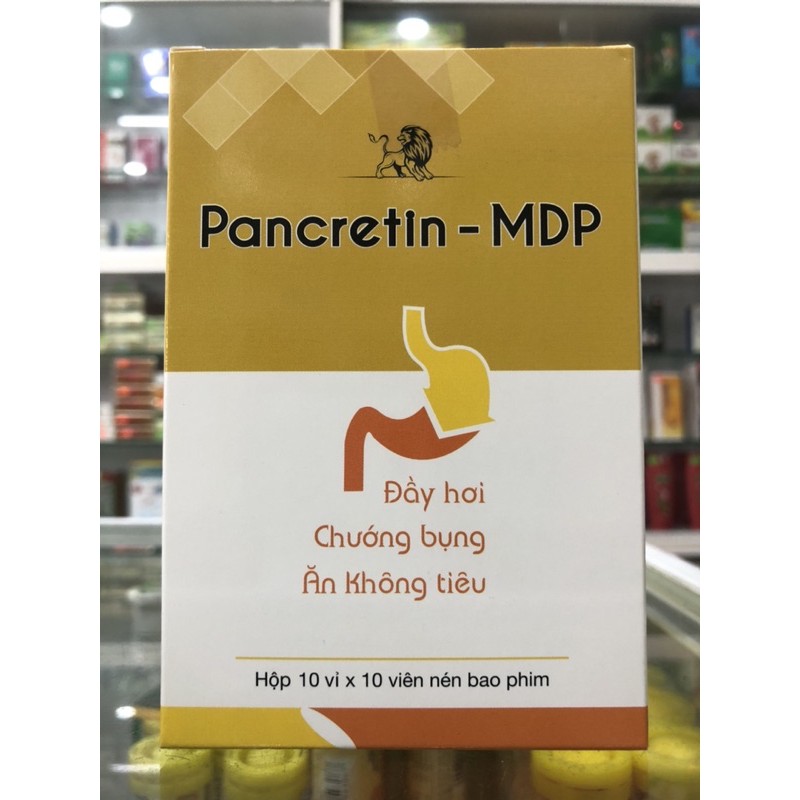 Pancretin - MDP
Đầy hơi
Chướng bụng
Ăn Không tiêu
Hộp 10 vỉ x 10 viên nén bao phim